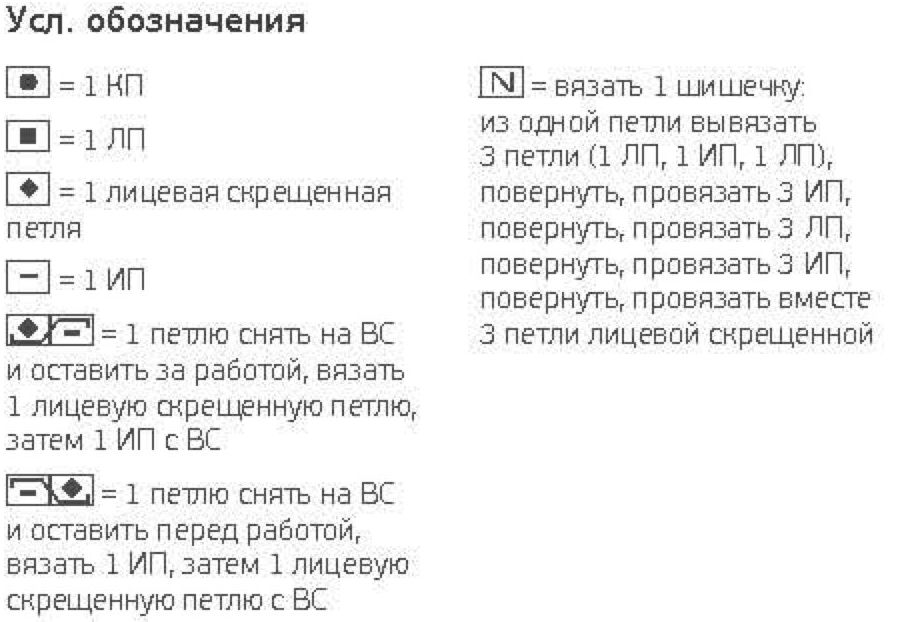 Усл. обозначения
● = 1 КП
■ = 1 ЛП
◆ = 1 лицевая скрещенная
петля
– = 1 ИП
= 1 петлю снять на ВС
и оставить за работой, вязать
1 лицевую скрещенную петлю,
затем 1 ИП с ВС
= 1 петлю снять на ВС
и оставить перед работой,
вязать 1 ИП, затем 1 лицевую
скрещенную петлю с ВС
N = вязать 1 шишечку:
из одной петли вывязать
3 петли (1 ЛП, 1 ИП, 1 ЛП),
повернуть, провязать 3 ИП,
повернуть, провязать 3 ЛП,
повернуть, провязать 3 ИП,
повернуть, провязать вместе
3 петли лицевой скрещенной